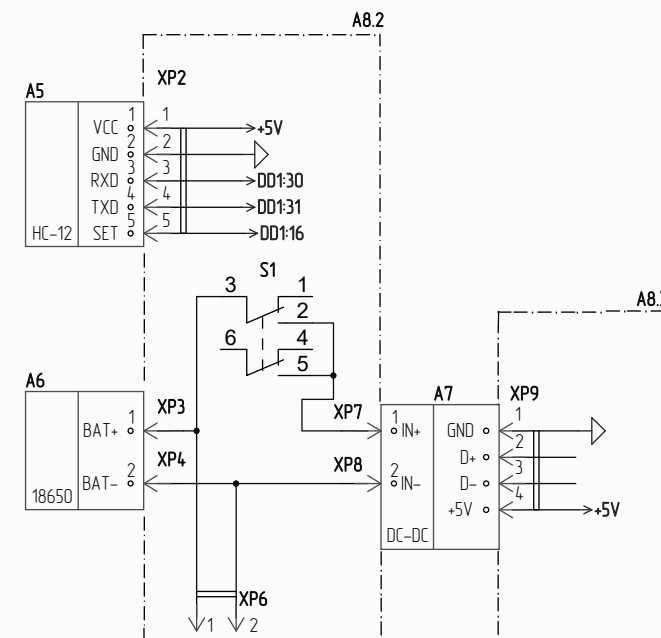 A8.2
XP2
A5
VCC 1 1 +5V
GND 2 2
RXD 3 3 DD1:30
TXD 4 4 DD1:31
HC-12 SET 5 5 DD1:16
S1
3 1
2
6 4
5
A8.
A6
XP3
BAT+ 1
XP4
BAT- 2
18650
A7
XP7
1 IN+
XP8
2 IN-
DC-DC
XP9
GND 1
D+ 2
D- 3
+5V 4 +5V
XP6
1 2